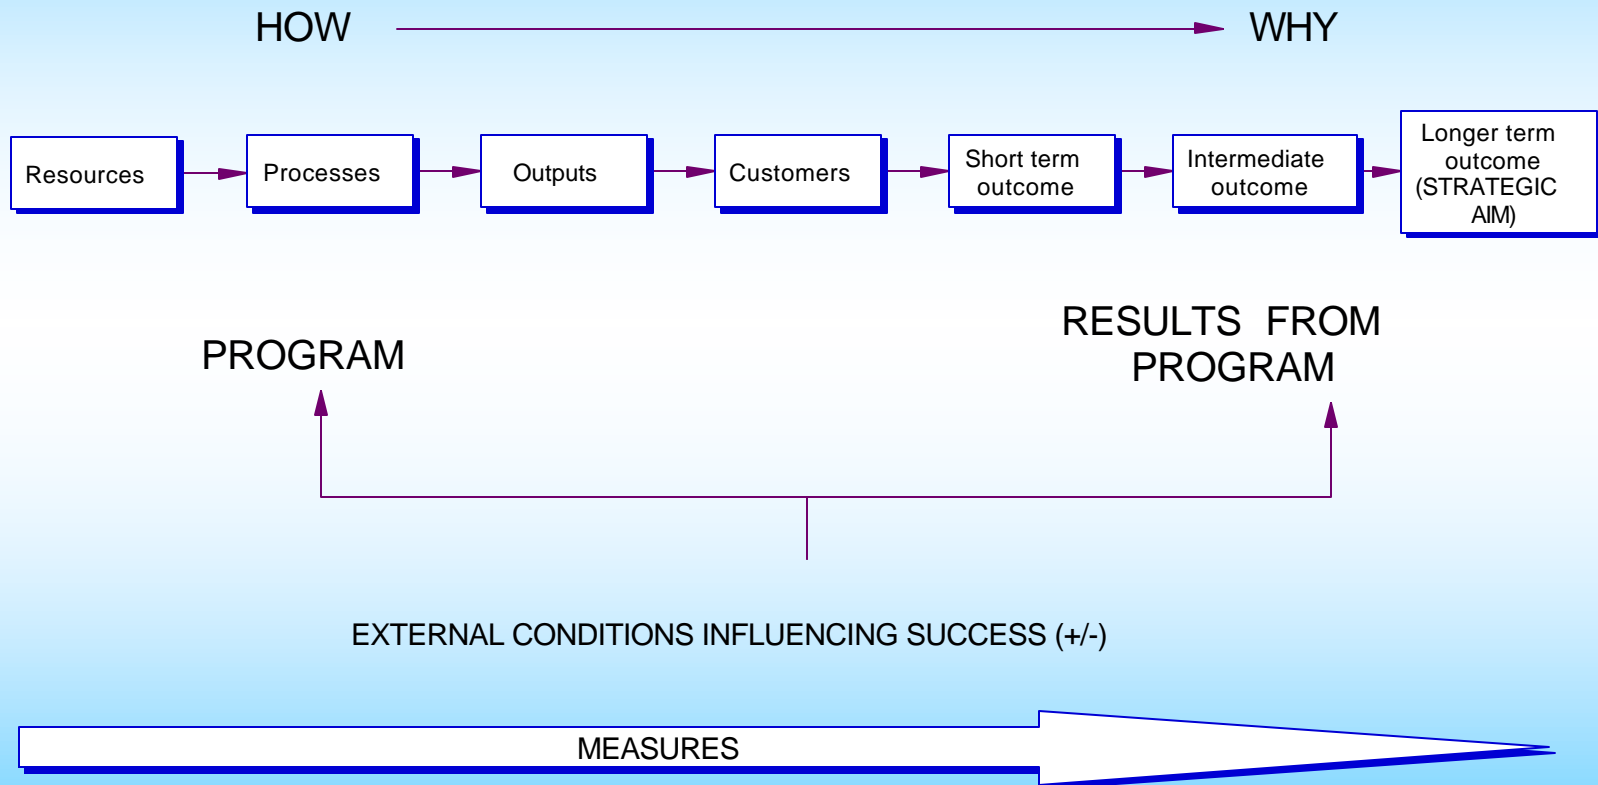 HOW
WHY
Resources
Processes
Outputs
Customers
Short term
outcome
Intermediate
outcome
Longer term
outcome
(STRATEGIC
AIM)
PROGRAM
RESULTS FROM
PROGRAM
EXTERNAL CONDITIONS INFLUENCING SUCCESS (+/-)
MEASURES